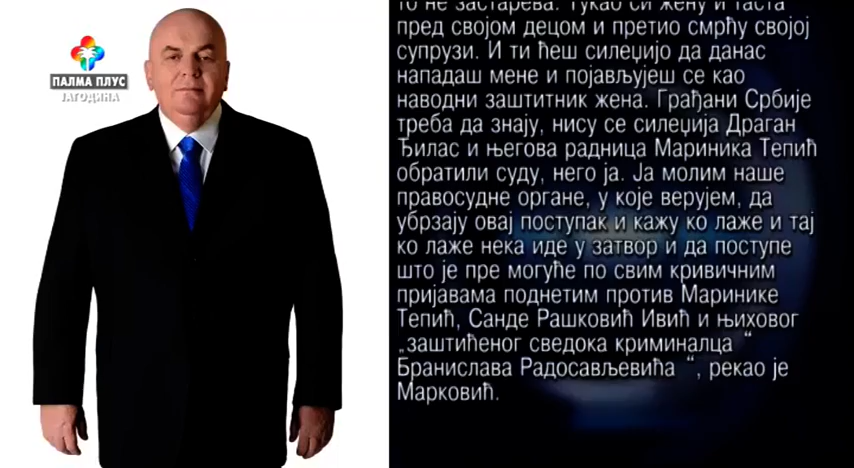 ПАЛМА ПЛУС
ЈАГОДИНА
то не застарева. Тукао си жену и таста
пред својом децом и претио смрћу својој
супрузи. И ти ћеш силеџијо да данас
нападаш мене и појављујеш се као
наводни заштитник жена. Грађани Србије
треба да знају, нису се силеџија Драган
Ђилас и његова радница Мариника Тепић
обратили суду, него ја. Ја молим наше
правосудне органе, у које верујем, да
убрзају овај поступак и кажу ко лаже и тај
ко лаже нека иде у затвор и да поступе
што је пре могуће по свим кривичним
пријавама поднетим против Маринике
Тепић, Санде Рашковић Ивић и њиховог
„заштићеног сведока криминалца “
Бранислава Радосављевића “, рекао је
Марковић.